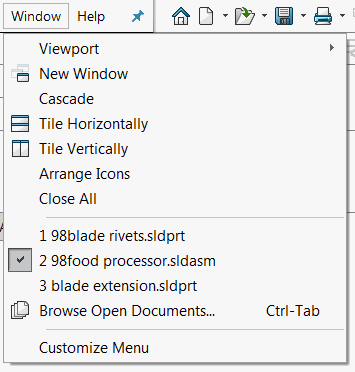 Window Help
Viewport
New Window
Cascade
Tile Horizontally
Tile Vertically
Arrange Icons
Close All
1 98blade rivets.sldprt
2 98food processor.sldasm
3 blade extension.sldprt
Browse Open Documents... Ctrl-Tab
Customize Menu